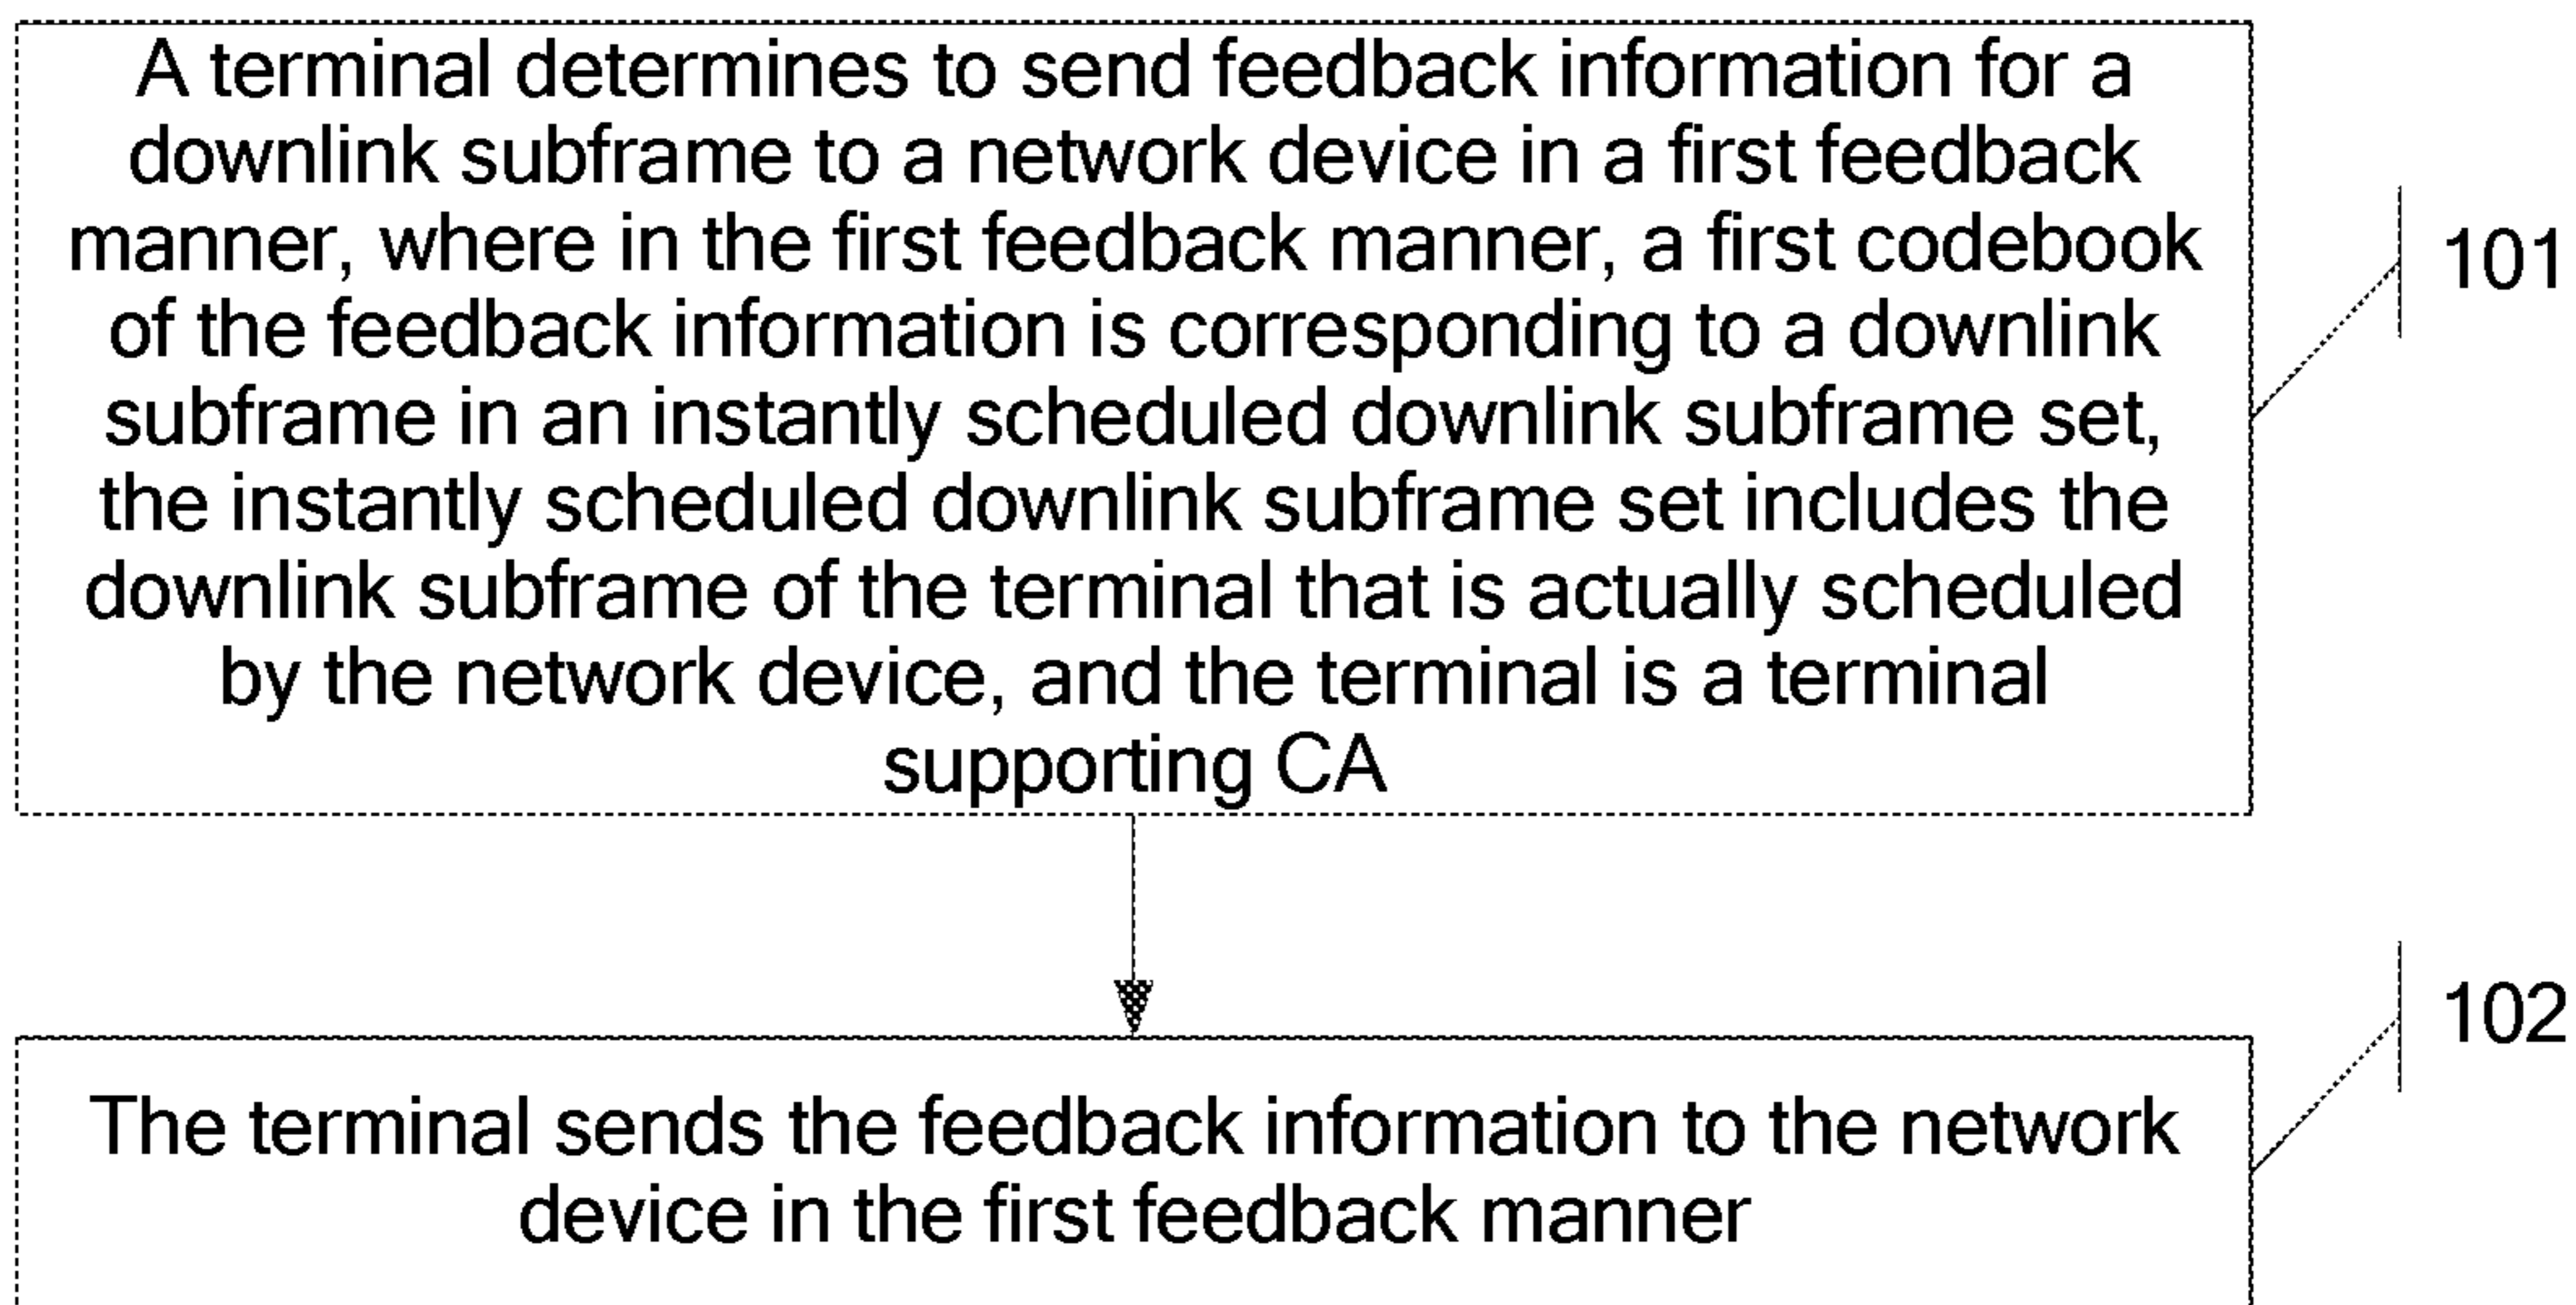 A terminal determines to send feedback information for a
downlink subframe to a network device in a first feedback
manner, where in the first feedback manner, a first codebook
of the feedback information is corresponding to a downlink
subframe in an instantly scheduled downlink subframe set,
the instantly scheduled downlink subframe set includes the
downlink subframe of the terminal that is actually scheduled
by the network device, and the terminal is a terminal
supporting CA
101
The terminal sends the feedback information to the network
device in the first feedback manner
102